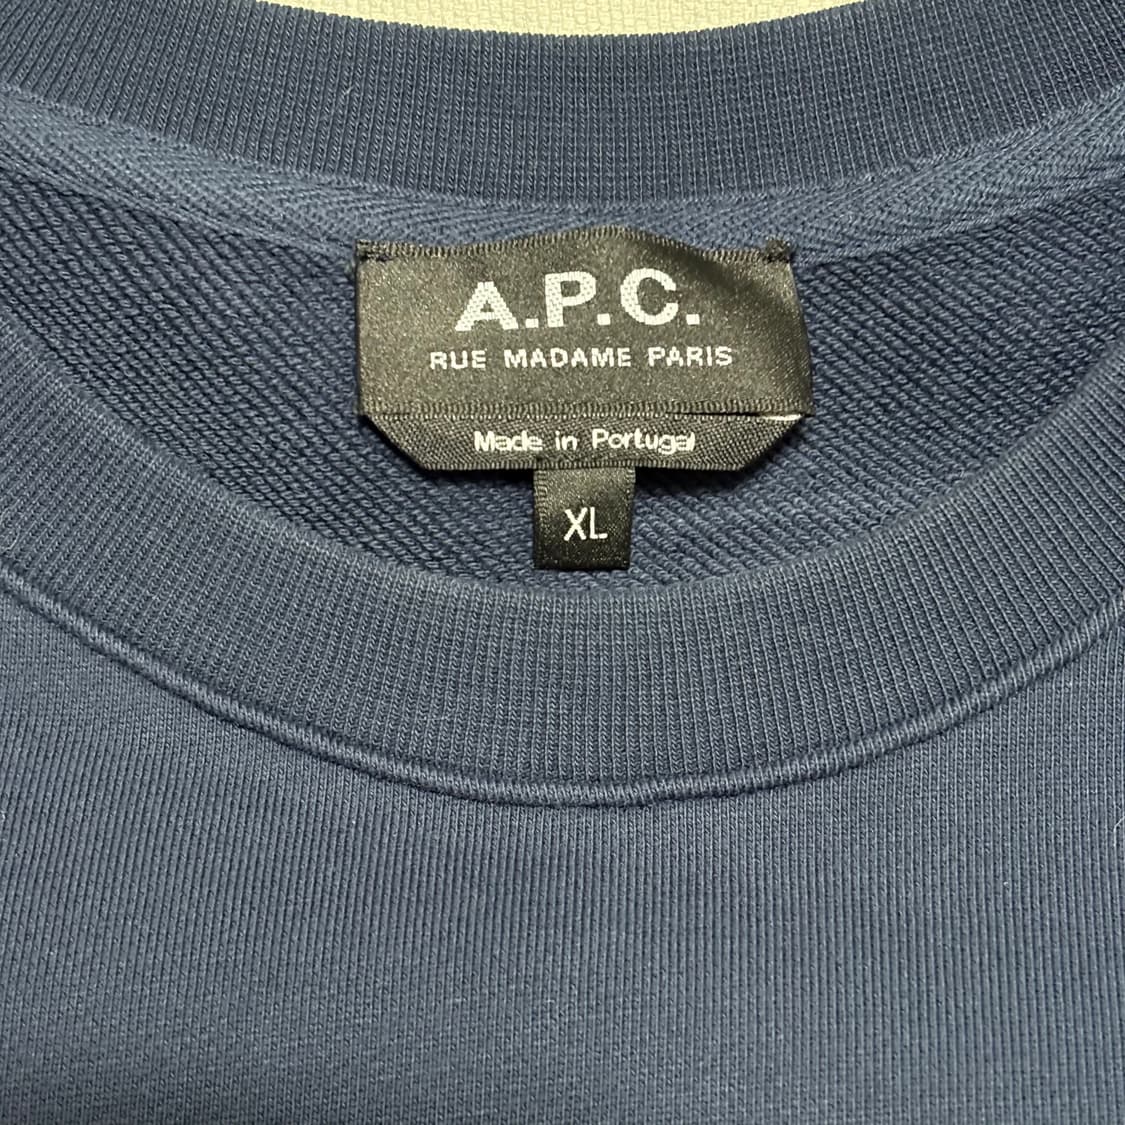 A.P.C.
RUE MADAME PARIS
Made in Portugal
XL